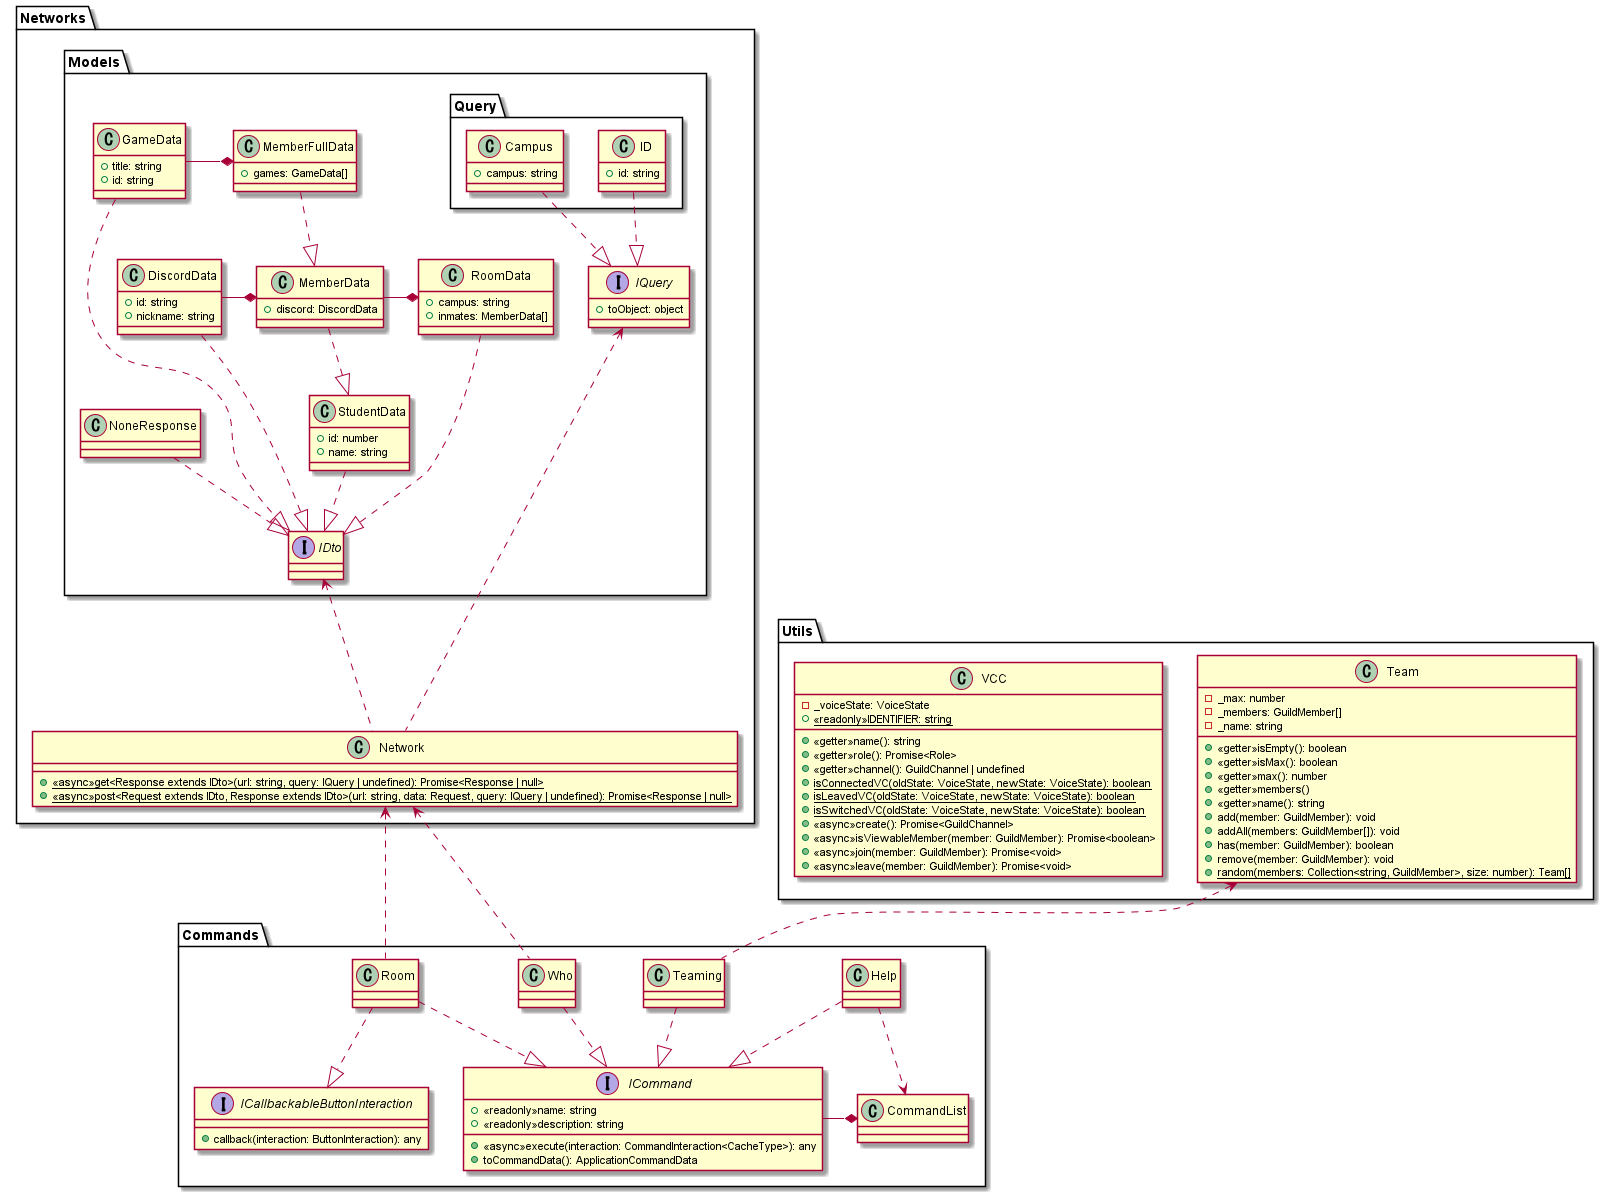 Networks
Models
Query
C GameData
title: string
id: string
C MemberFullData
games: GameData[]
C Campus
campus: string
C ID
id: string
C DiscordData
id: string
nickname: string
C MemberData
discord: DiscordData
C RoomData
campus: string
inmates: MemberData[]
I IQuery
toObject: object
C NoneResponse
C StudentData
id: number
name: string
I IDto
C Network
«async»get<Response extends IDto>(url: string, query: IQuery | undefined): Promise<Response | null>
«async»post<Request extends IDto, Response extends IDto>(url: string, data: Request, query: IQuery | undefined): Promise<Response | null>
Utils
C VCC
_voiceState: VoiceState
«readonly»IDENTIFIER: string
«getter»name(): string
«getter»role(): Promise<Role>
«getter»channel(): GuildChannel | undefined
isConnectedVC(oldState: VoiceState, newState: VoiceState): boolean
isLeavedVC(oldState: VoiceState, newState: VoiceState): boolean
isSwitchedVC(oldState: VoiceState, newState: VoiceState): boolean
«async»create(): Promise<GuildChannel>
«async»isViewableMember(member: GuildMember): Promise<boolean>
«async»join(member: GuildMember): Promise<void>
«async»leave(member: GuildMember): Promise<void>
C Team
_max: number
_members: GuildMember[]
_name: string
«getter»isEmpty(): boolean
«getter»isMax(): boolean
«getter»max(): number
«getter»members()
«getter»name(): string
add(member: GuildMember): void
addAll(members: GuildMember[]): void
has(member: GuildMember): boolean
remove(member: GuildMember): void
random(members: Collection<string, GuildMember>, size: number): Team[]
Commands
C Room
C Who
C Teaming
C Help
I ICallbackableButtonInteraction
callback(interaction: ButtonInteraction): any
I ICommand
«readonly»name: string
«readonly»description: string
«async»execute(interaction: CommandInteraction<CacheType>): any
toCommandData(): ApplicationCommandData
C CommandList